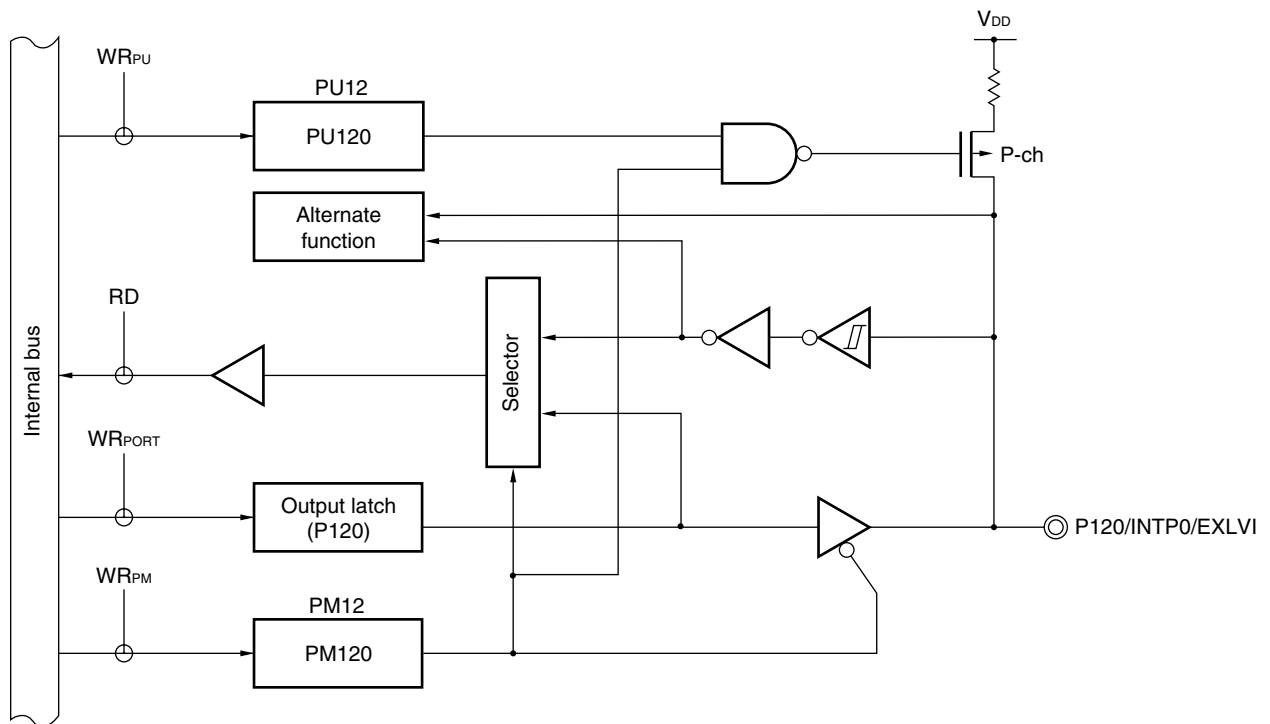 VDD
WRPU
PU12
PU120
P-ch
Alternate
function
RD
Selector
Internal bus
WRPORT
Output latch
(P120)
P120/INTP0/EXLVI
WRPM
PM12
PM120